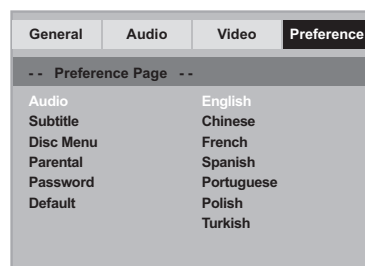 General Audio Video Preference
-- Preference Page --
Audio English
Subtitle Chinese
Disc Menu French
Parental Spanish
Password Portuguese
Default Polish
Turkish